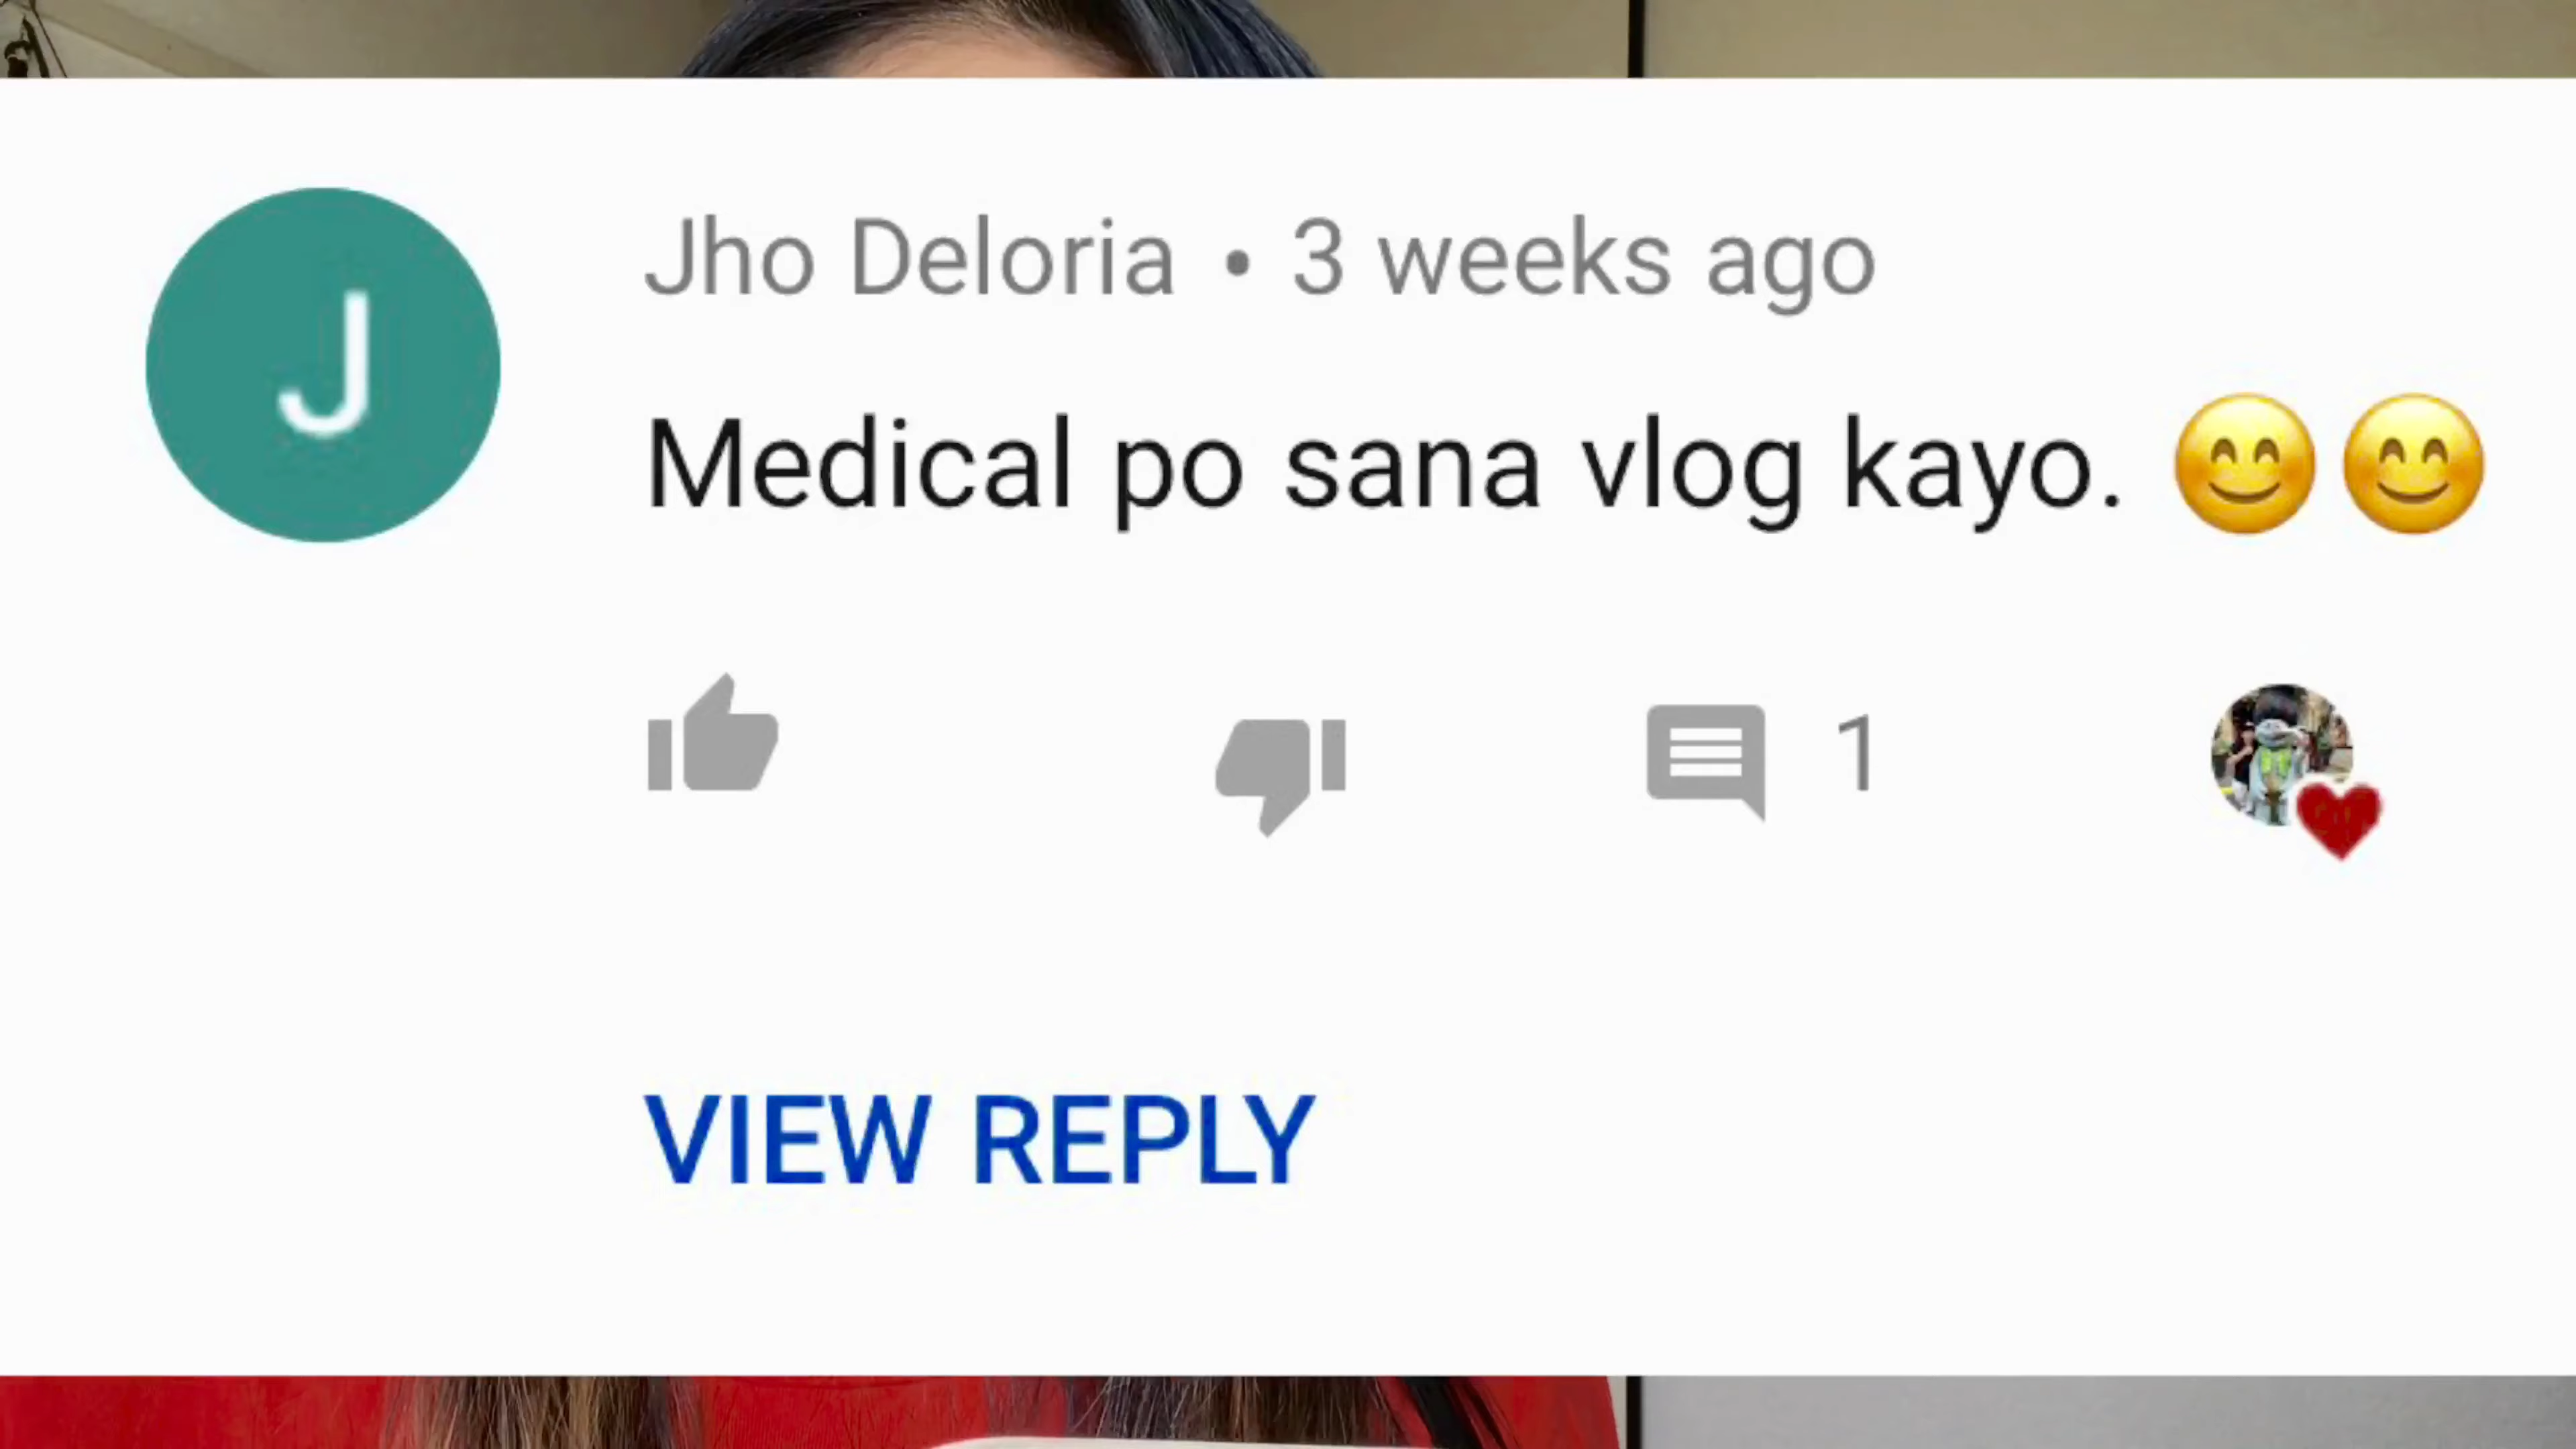 J
Jho Deloria • 3 weeks ago
Medical po sana vlog kayo. 😊😊
1
VIEW REPLY